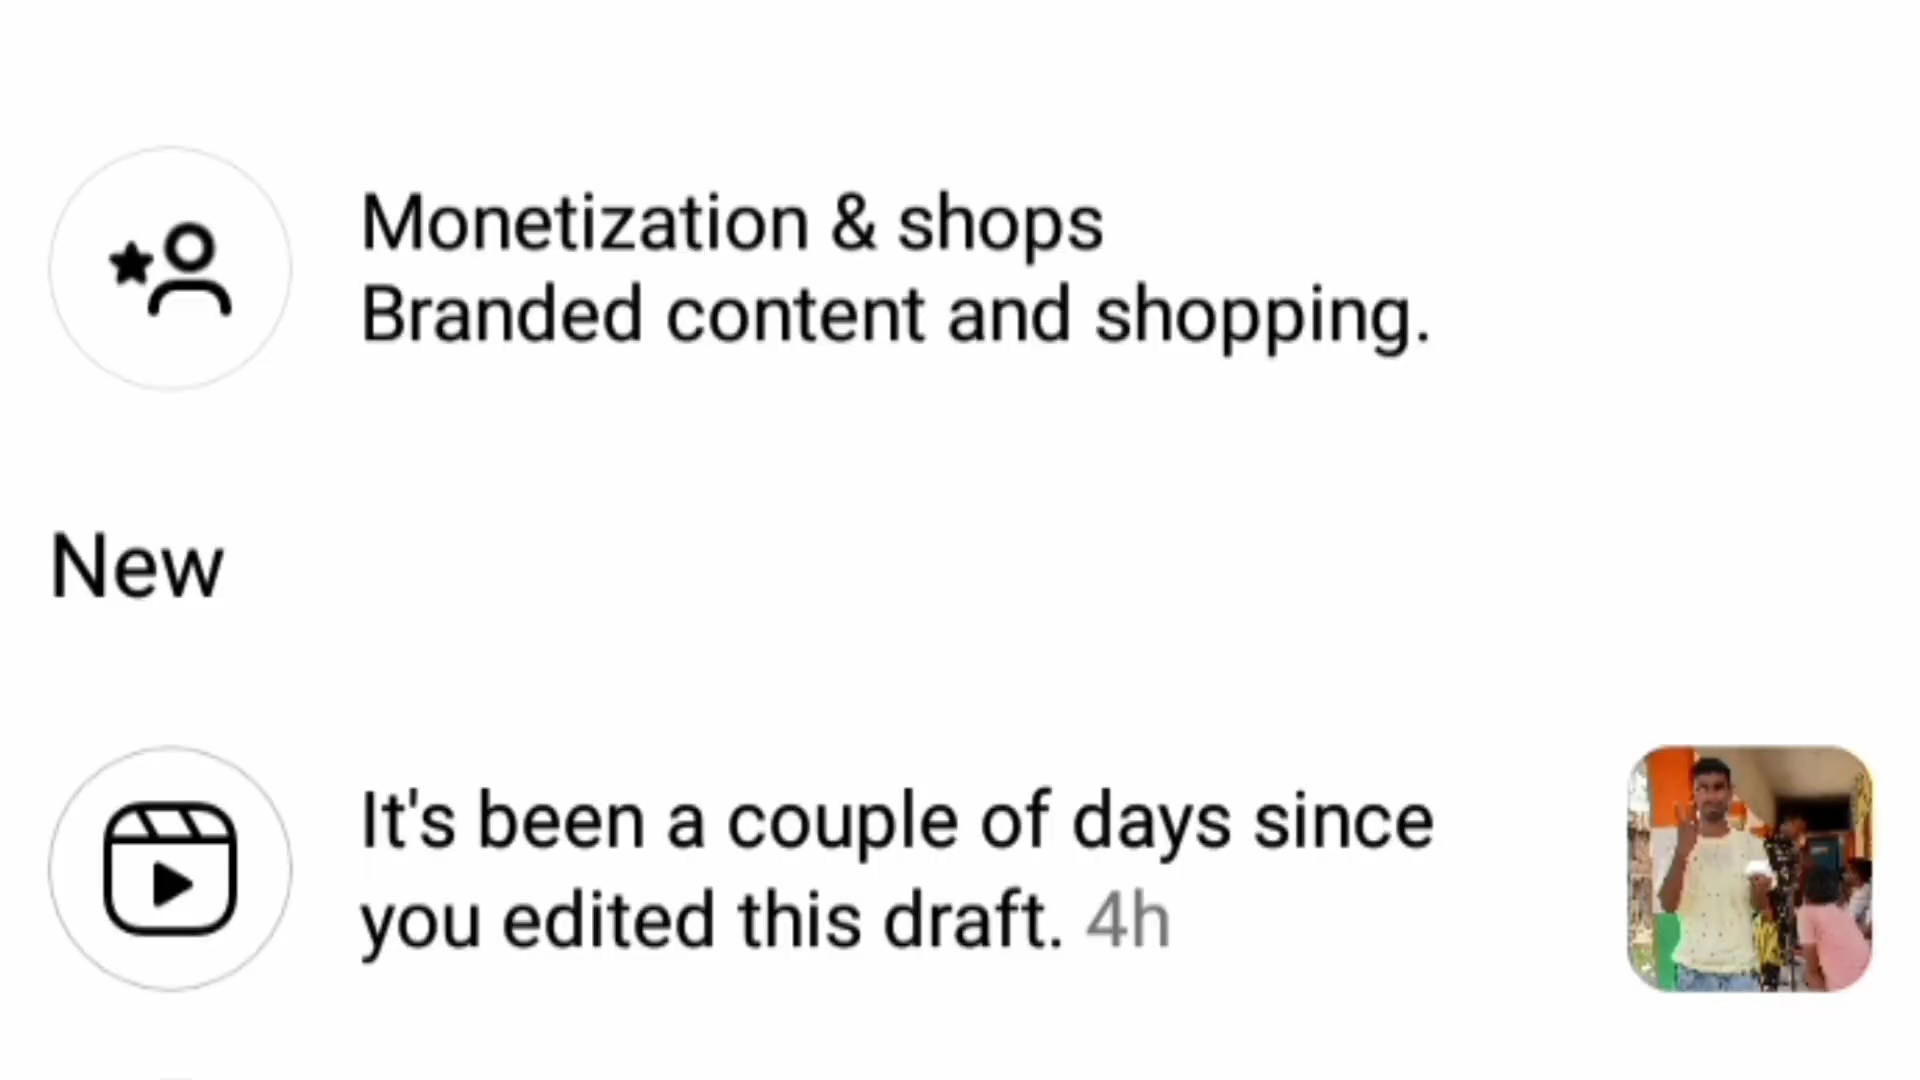 Monetization & shops
Branded content and shopping.
New
It's been a couple of days since
you edited this draft. 4h